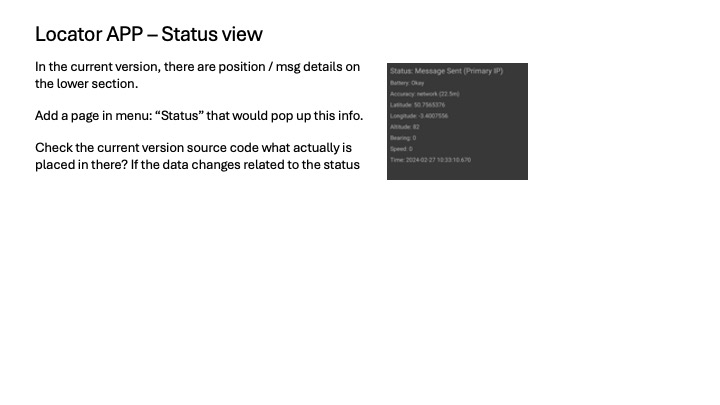 Locator APP – Status view
In the current version, there are position / msg details on
the lower section.
Add a page in menu: “Status” that would pop up this info.
Check the current version source code what actually is
placed in there? If the data changes related to the status
Status: Message Sent (Primary IP)
Battery: Okay
Accuracy: network (22.5m)
Latitude: 50.7565376
Longitude: -3.4007556
Altitude: 82
Bearing: 0
Speed: 0
Time: 2024-02-27 10:33:10.670